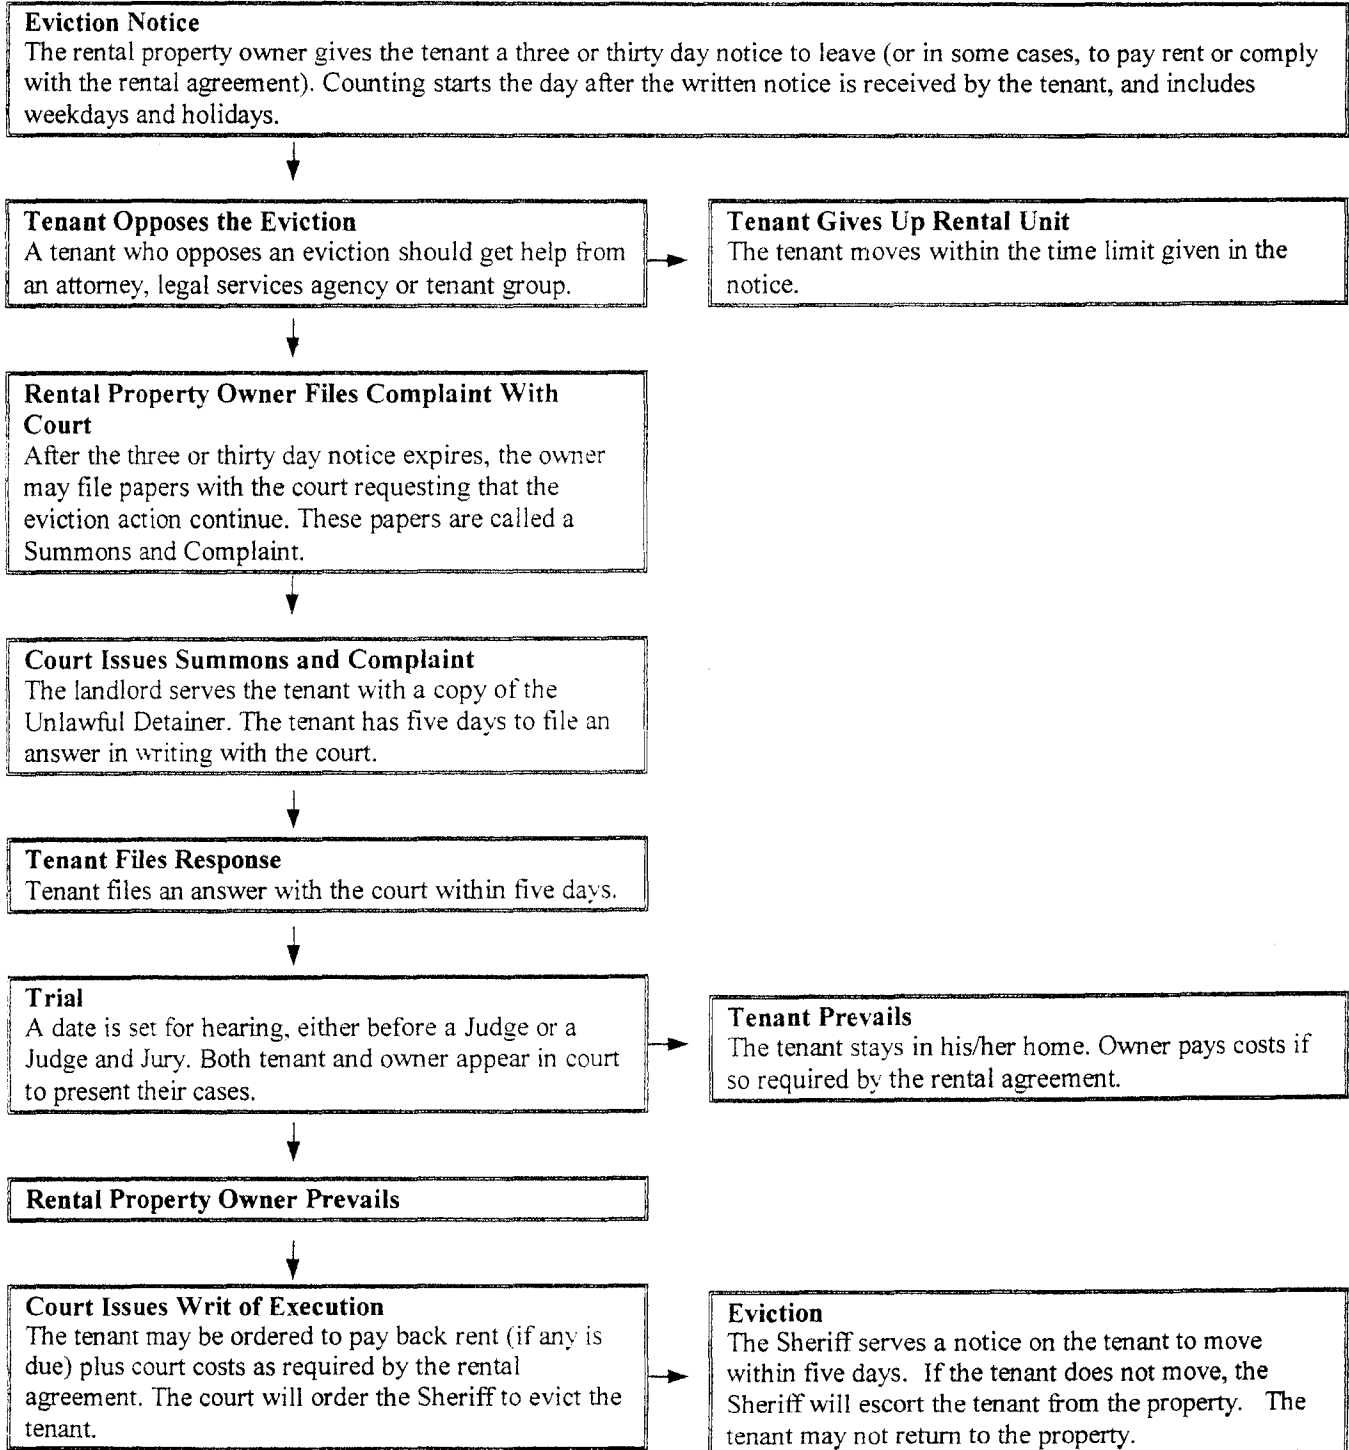 Eviction Notice
The rental property owner gives the tenant a three or thirty day notice to leave (or in some cases, to pay rent or comply
with the rental agreement). Counting starts the day after the written notice is received by the tenant, and includes
weekdays and holidays.
Tenant Opposes the Eviction
A tenant who opposes an eviction should get help from
an attorney, legal services agency or tenant group.
Tenant Gives Up Rental Unit
The tenant moves within the time limit given in the
notice.
Rental Property Owner Files Complaint With
Court
After the three or thirty day notice expires, the owner
may file papers with the court requesting that the
eviction action continue. These papers are called a
Summons and Complaint.
Court Issues Summons and Complaint
The landlord serves the tenant with a copy of the
Unlawful Detainer. The tenant has five days to file an
answer in writing with the court.
Tenant Files Response
Tenant files an answer with the court within five days.
Trial
A date is set for hearing, either before a Judge or a
Judge and Jury. Both tenant and owner appear in court
to present their cases.
Tenant Prevails
The tenant stays in his/her home. Owner pays costs if
so required by the rental agreement.
Rental Property Owner Prevails
Court Issues Writ of Execution
The tenant may be ordered to pay back rent (if any is
due) plus court costs as required by the rental
agreement. The court will order the Sheriff to evict the
tenant.
Eviction
The Sheriff serves a notice on the tenant to move
within five days. If the tenant does not move, the
Sheriff will escort the tenant from the property. The
tenant may not return to the property.